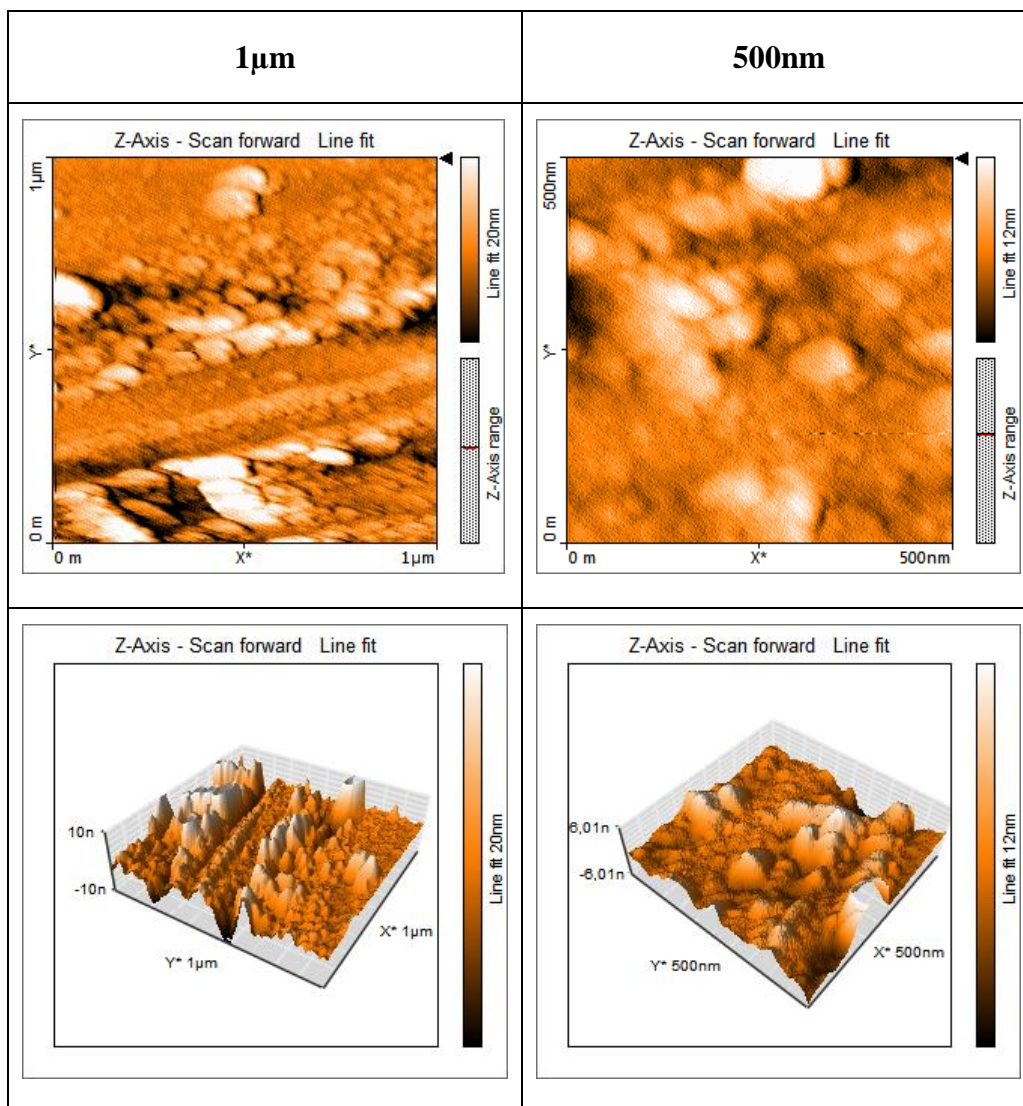 1µm
500nm
Z-Axis - Scan forward Line fit
1µm
Y*
0 m
0 m
X*
1µm
Line fit 20nm
Z-Axis range
Z-Axis - Scan forward Line fit
500nm
Y*
0 m
0 m
X*
500nm
Line fit 12nm
Z-Axis range
Z-Axis - Scan forward Line fit
10n
-10n
Y* 1µm
X* 1µm
Line fit 20nm
Z-Axis - Scan forward Line fit
6,01n
-6,01n
Y* 500nm
X* 500nm
Line fit 12nm